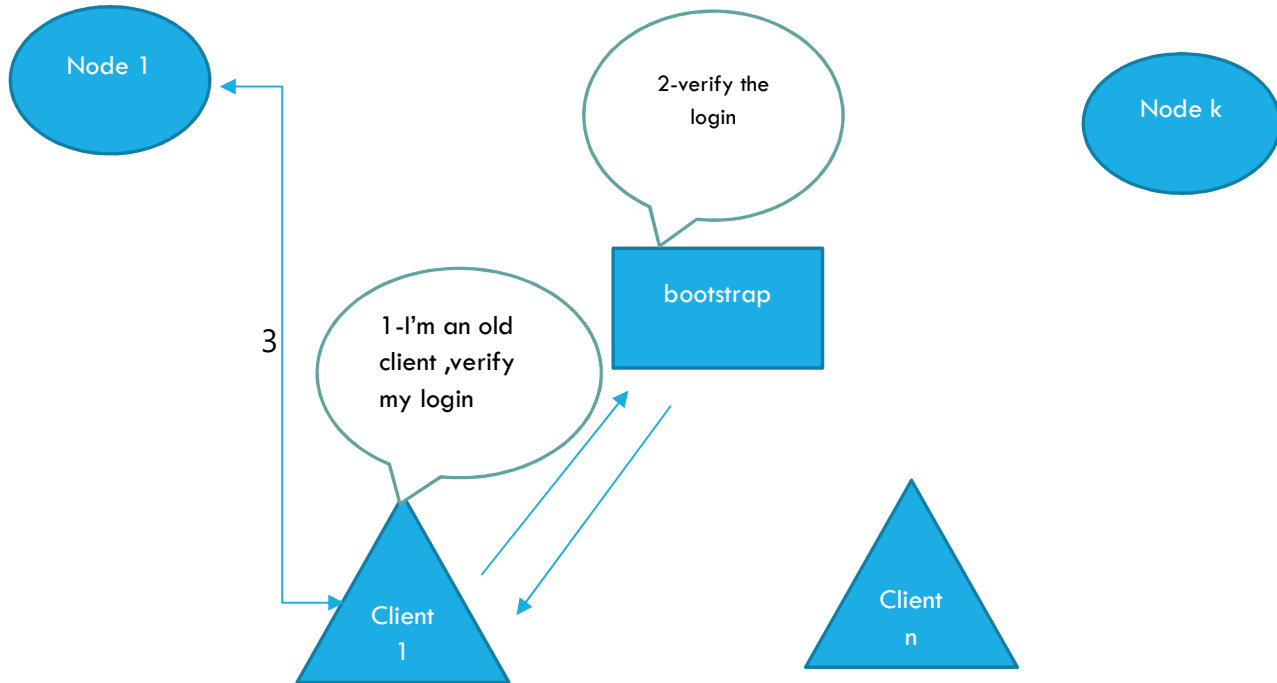 Node 1
2-verify the
login
Node k
bootstrap
1-I'm an old
client ,verify
my login
3
Client
1
Client
n